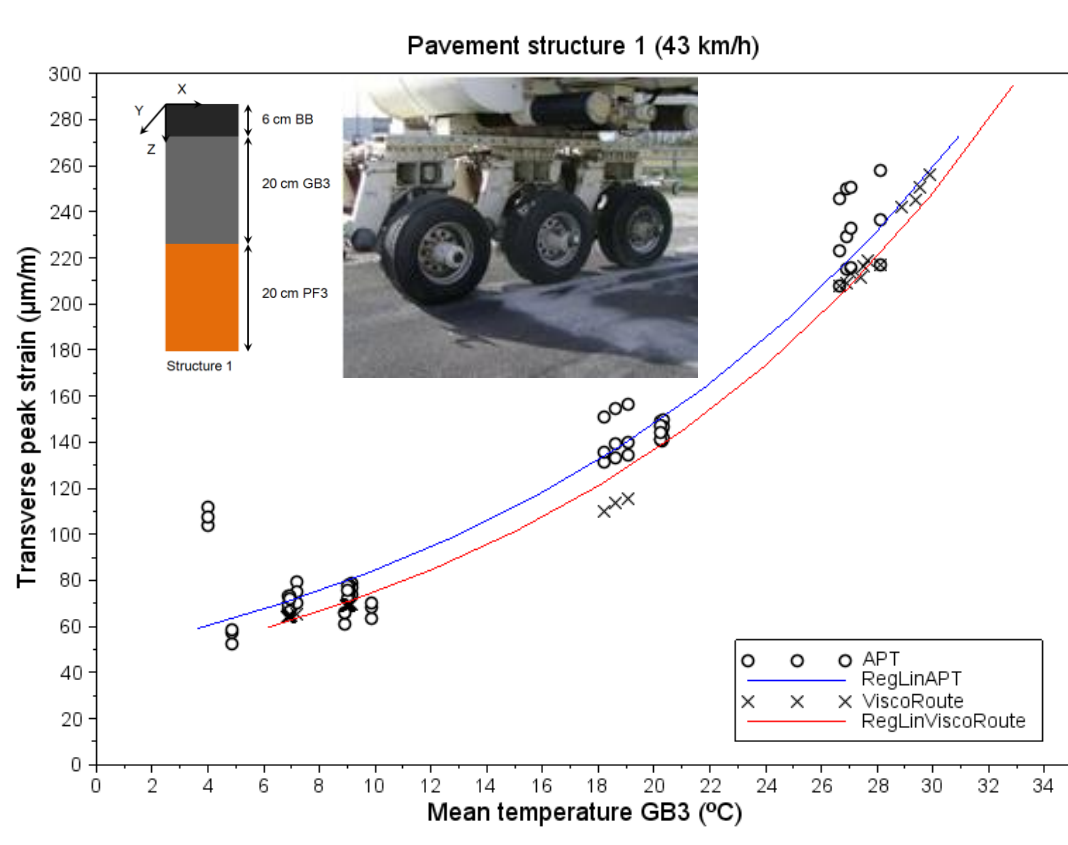 Pavement structure 1 (43 km/h)
Transverse peak strain (µm/m)
300
280
260
240
220
200
180
160
140
120
100
80
60
40
20
0
X
Y
Z
6 cm BB
20 cm GB3
20 cm PF3
Structure 1
APT
RegLinAPT
ViscoRoute
RegLinViscoRoute
0 2 4 6 8 10 12 14 16 18 20 22 24 26 28 30 32 34
Mean temperature GB3 (ºC)